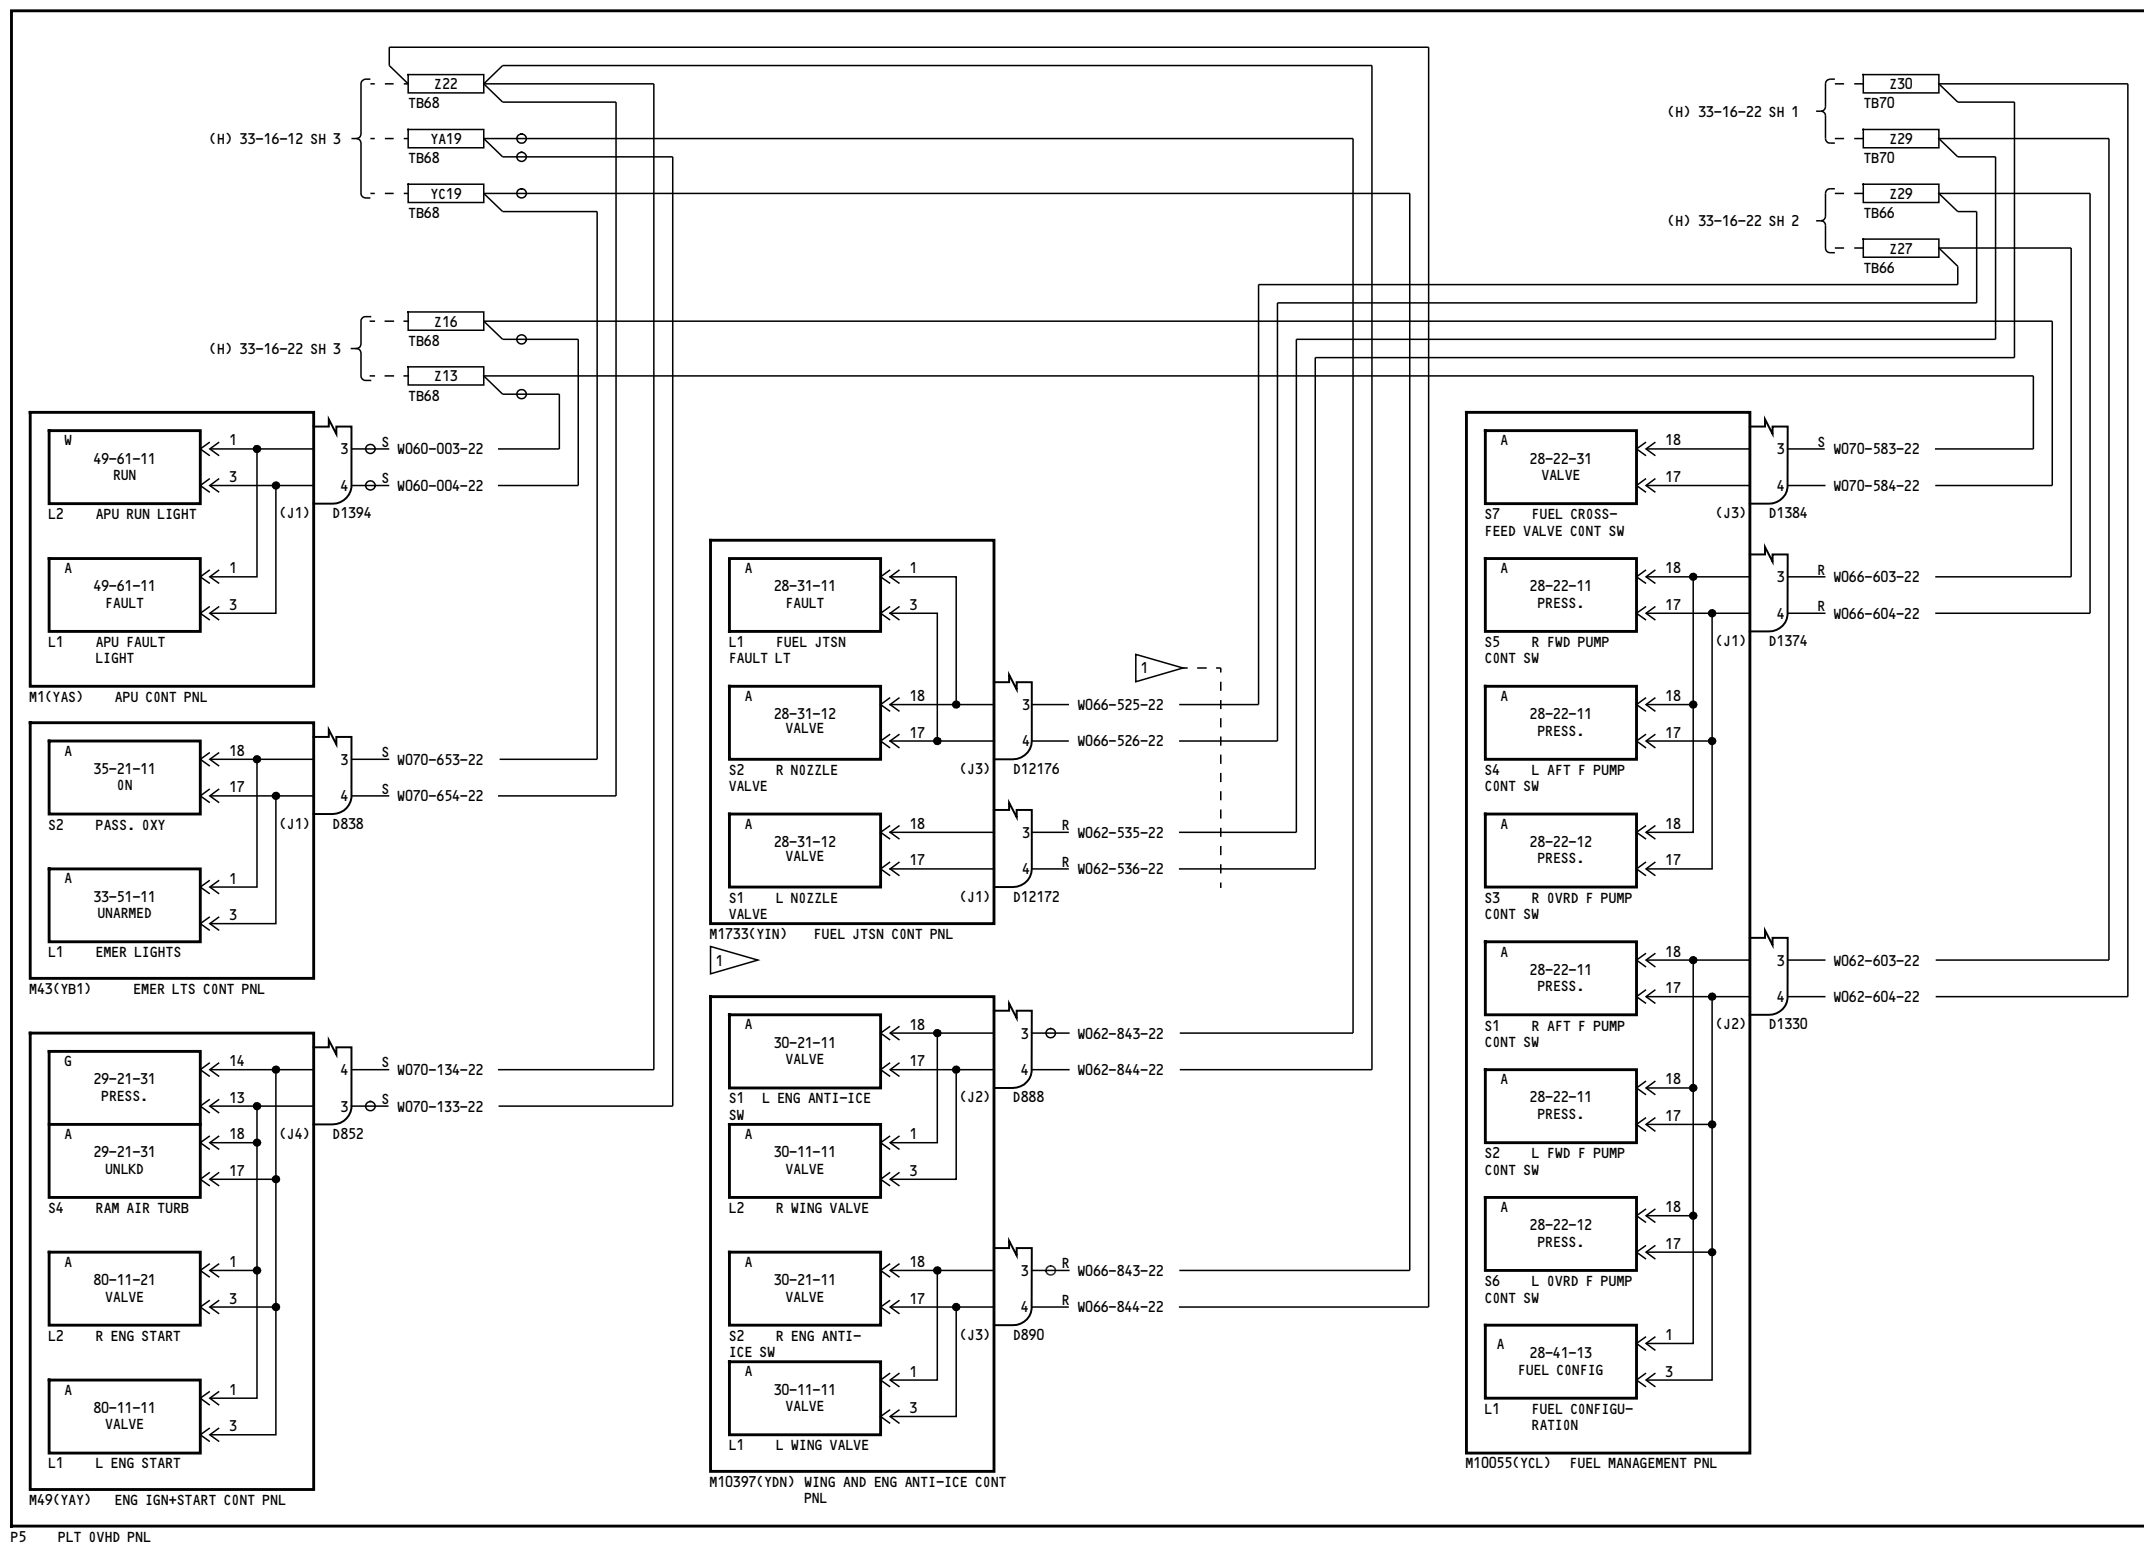 Z22
TB68
(H) 33-16-12 SH 3
YA19
TB68
YC19
TB68
Z30
TB70
(H) 33-16-22 SH 1
Z29
TB70
Z29
TB66
(H) 33-16-22 SH 2
Z27
TB66
Z16
TB68
(H) 33-16-22 SH 3
Z13
TB68
W
49-61-11
RUN
1
3
L2 APU RUN LIGHT
3
4
(J1) D1394
S W060-003-22
S W060-004-22
A
49-61-11
FAULT
1
3
L1 APU FAULT
LIGHT
M1(YAS) APU CONT PNL
A
35-21-11
ON
18
17
S2 PASS. OXY
3
4
(J1) D838
S W070-653-22
S W070-654-22
A
33-51-11
UNARMED
1
3
L1 EMER LIGHTS
M43(YB1) EMER LTS CONT PNL
G
29-21-31
PRESS.
14
13
A
29-21-31
UNLKD
18
17
S4 RAM AIR TURB
4
3
(J4) D852
S W070-134-22
S W070-133-22
A
80-11-21
VALVE
1
3
L2 R ENG START
A
80-11-11
VALVE
1
3
L1 L ENG START
M49(YAY) ENG IGN+START CONT PNL
A
28-31-11
FAULT
1
3
L1 FUEL JTSN
FAULT LT
1
A
28-31-12
VALVE
18
17
S2 R NOZZLE
VALVE
3
4
(J3) D12176
W066-525-22
W066-526-22
A
28-31-12
VALVE
18
17
S1 L NOZZLE
VALVE
3
4
(J1) D12172
R W062-535-22
R W062-536-22
M1733(YIN) FUEL JTSN CONT PNL
1
A
30-21-11
VALVE
18
17
S1 L ENG ANTI-ICE
SW
3
4
(J2) D888
W062-843-22
W062-844-22
A
30-11-11
VALVE
1
3
L2 R WING VALVE
A
30-21-11
VALVE
18
17
S2 R ENG ANTI-
ICE SW
3
4
(J3) D890
R W066-843-22
R W066-844-22
A
30-11-11
VALVE
1
3
L1 L WING VALVE
M10397(YDN) WING AND ENG ANTI-ICE CONT
PNL
A
28-22-31
VALVE
18
17
S7 FUEL CROSS-
FEED VALVE CONT SW
3
4
(J3) D1384
S W070-583-22
W070-584-22
A
28-22-11
PRESS.
18
17
S5 R FWD PUMP
CONT SW
3
4
(J1) D1374
R W066-603-22
R W066-604-22
A
28-22-11
PRESS.
18
17
S4 L AFT F PUMP
CONT SW
A
28-22-12
PRESS.
18
17
S3 R OVRD F PUMP
CONT SW
A
28-22-11
PRESS.
18
17
S1 R AFT F PUMP
CONT SW
3
4
(J2) D1330
W062-603-22
W062-604-22
A
28-22-11
PRESS.
18
17
S2 L FWD F PUMP
CONT SW
A
28-22-12
PRESS.
18
17
S6 L OVRD F PUMP
CONT SW
A
28-41-13
FUEL CONFIG
1
3
L1 FUEL CONFIGU-
RATION
M10055(YCL) FUEL MANAGEMENT PNL
P5 PLT OVHD PNL